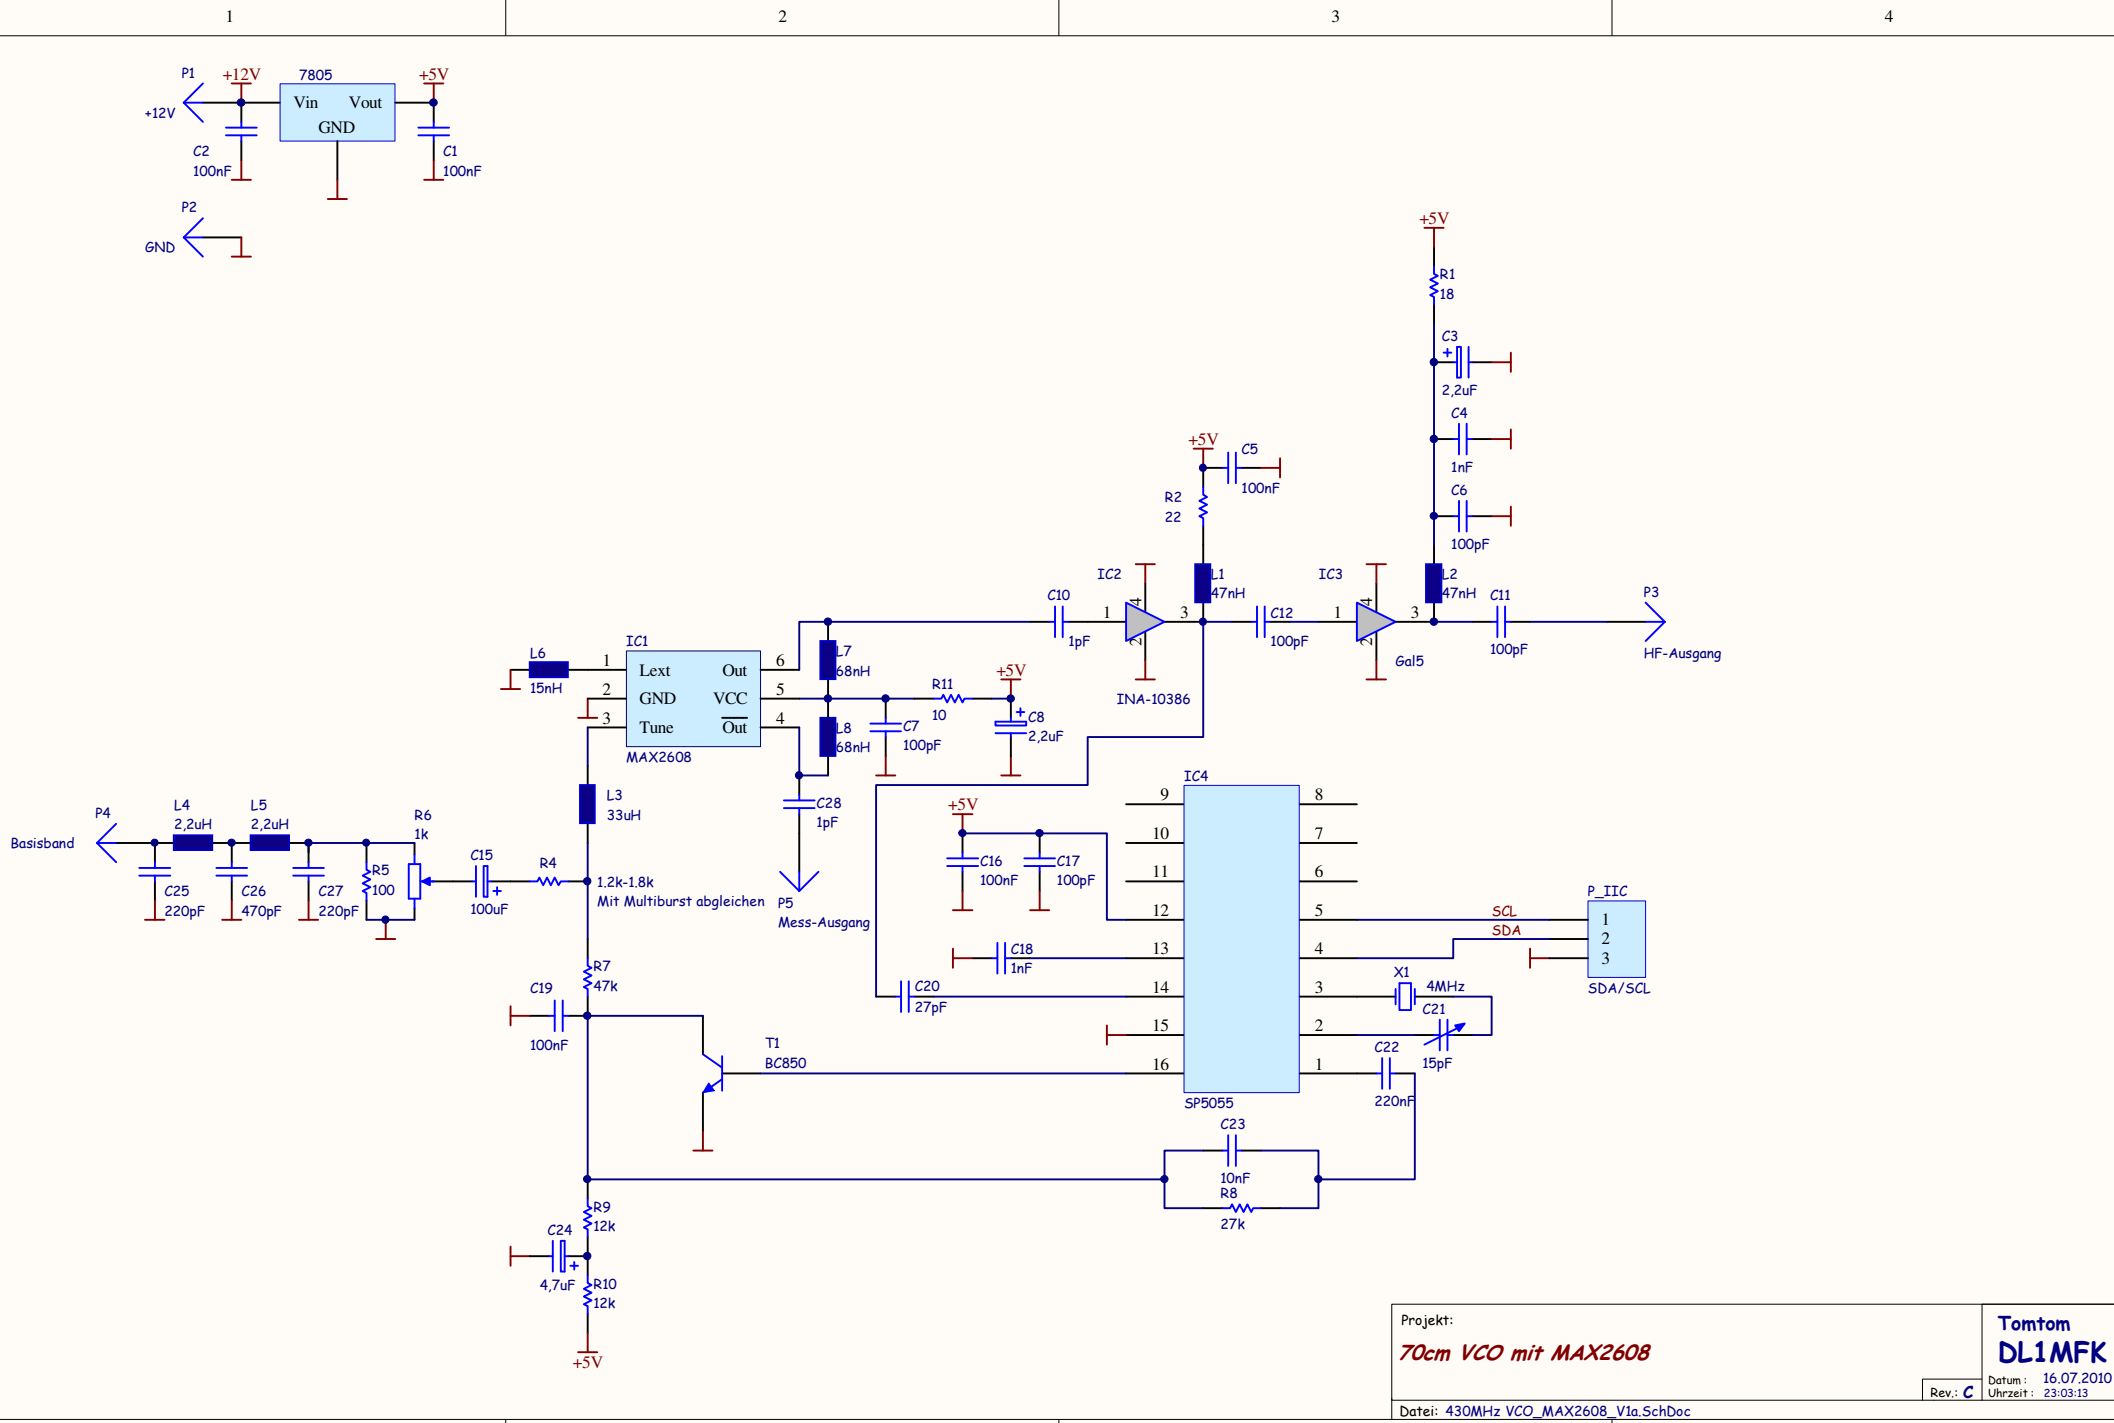 1
2
3
4
P1
+12V
7805
+5V
+12V
Vin
Vout
GND
C2
100nF
C1
100nF
P2
GND
+5V
R1
18
C3
+
2,2uF
C4
1nF
C6
100pF
+5V
C5
100nF
R2
22
IC2
L1
47nH
IC3
L2
47nH
C10
1pF
1
4
2
3
INA-10386
C12
100pF
1
4
2
3
Gal5
C11
100pF
P3
HF-Ausgang
IC1
L6
15nH
1
Lext
Out
6
2
GND
VCC
5
3
Tune
Out
4
MAX2608
L7
68nH
L8
68nH
C7
100pF
R11
10
+5V
+
C8
2,2uF
L3
33uH
C28
1pF
P5
Mess-Ausgang
P4
Basisband
L4
2,2uH
L5
2,2uH
R6
1k
C25
220pF
C26
470pF
C27
220pF
R5
100
C15
+
100uF
R4
1.2k-1.8k
Mit Multiburst abgleichen
R7
47k
C19
100nF
T1
BC850
+5V
C16
100nF
C17
100pF
C18
1nF
C20
27pF
IC4
9
8
10
7
11
6
12
5
13
4
14
3
15
2
16
1
SP5055
SCL
SDA
P_IIC
1
2
3
SDA/SCL
X1
4MHz
C21
15pF
C22
220nF
C23
10nF
R8
27k
R9
12k
C24
+
4,7uF
R10
12k
+5V
Projekt:
70cm VCO mit MAX2608
Rev.: C
Tomtom
DL1MFK
Datum : 16.07.2010
Uhrzeit : 23:03:13
Datei: 430MHz VCO_MAX2608_V1a.SchDoc